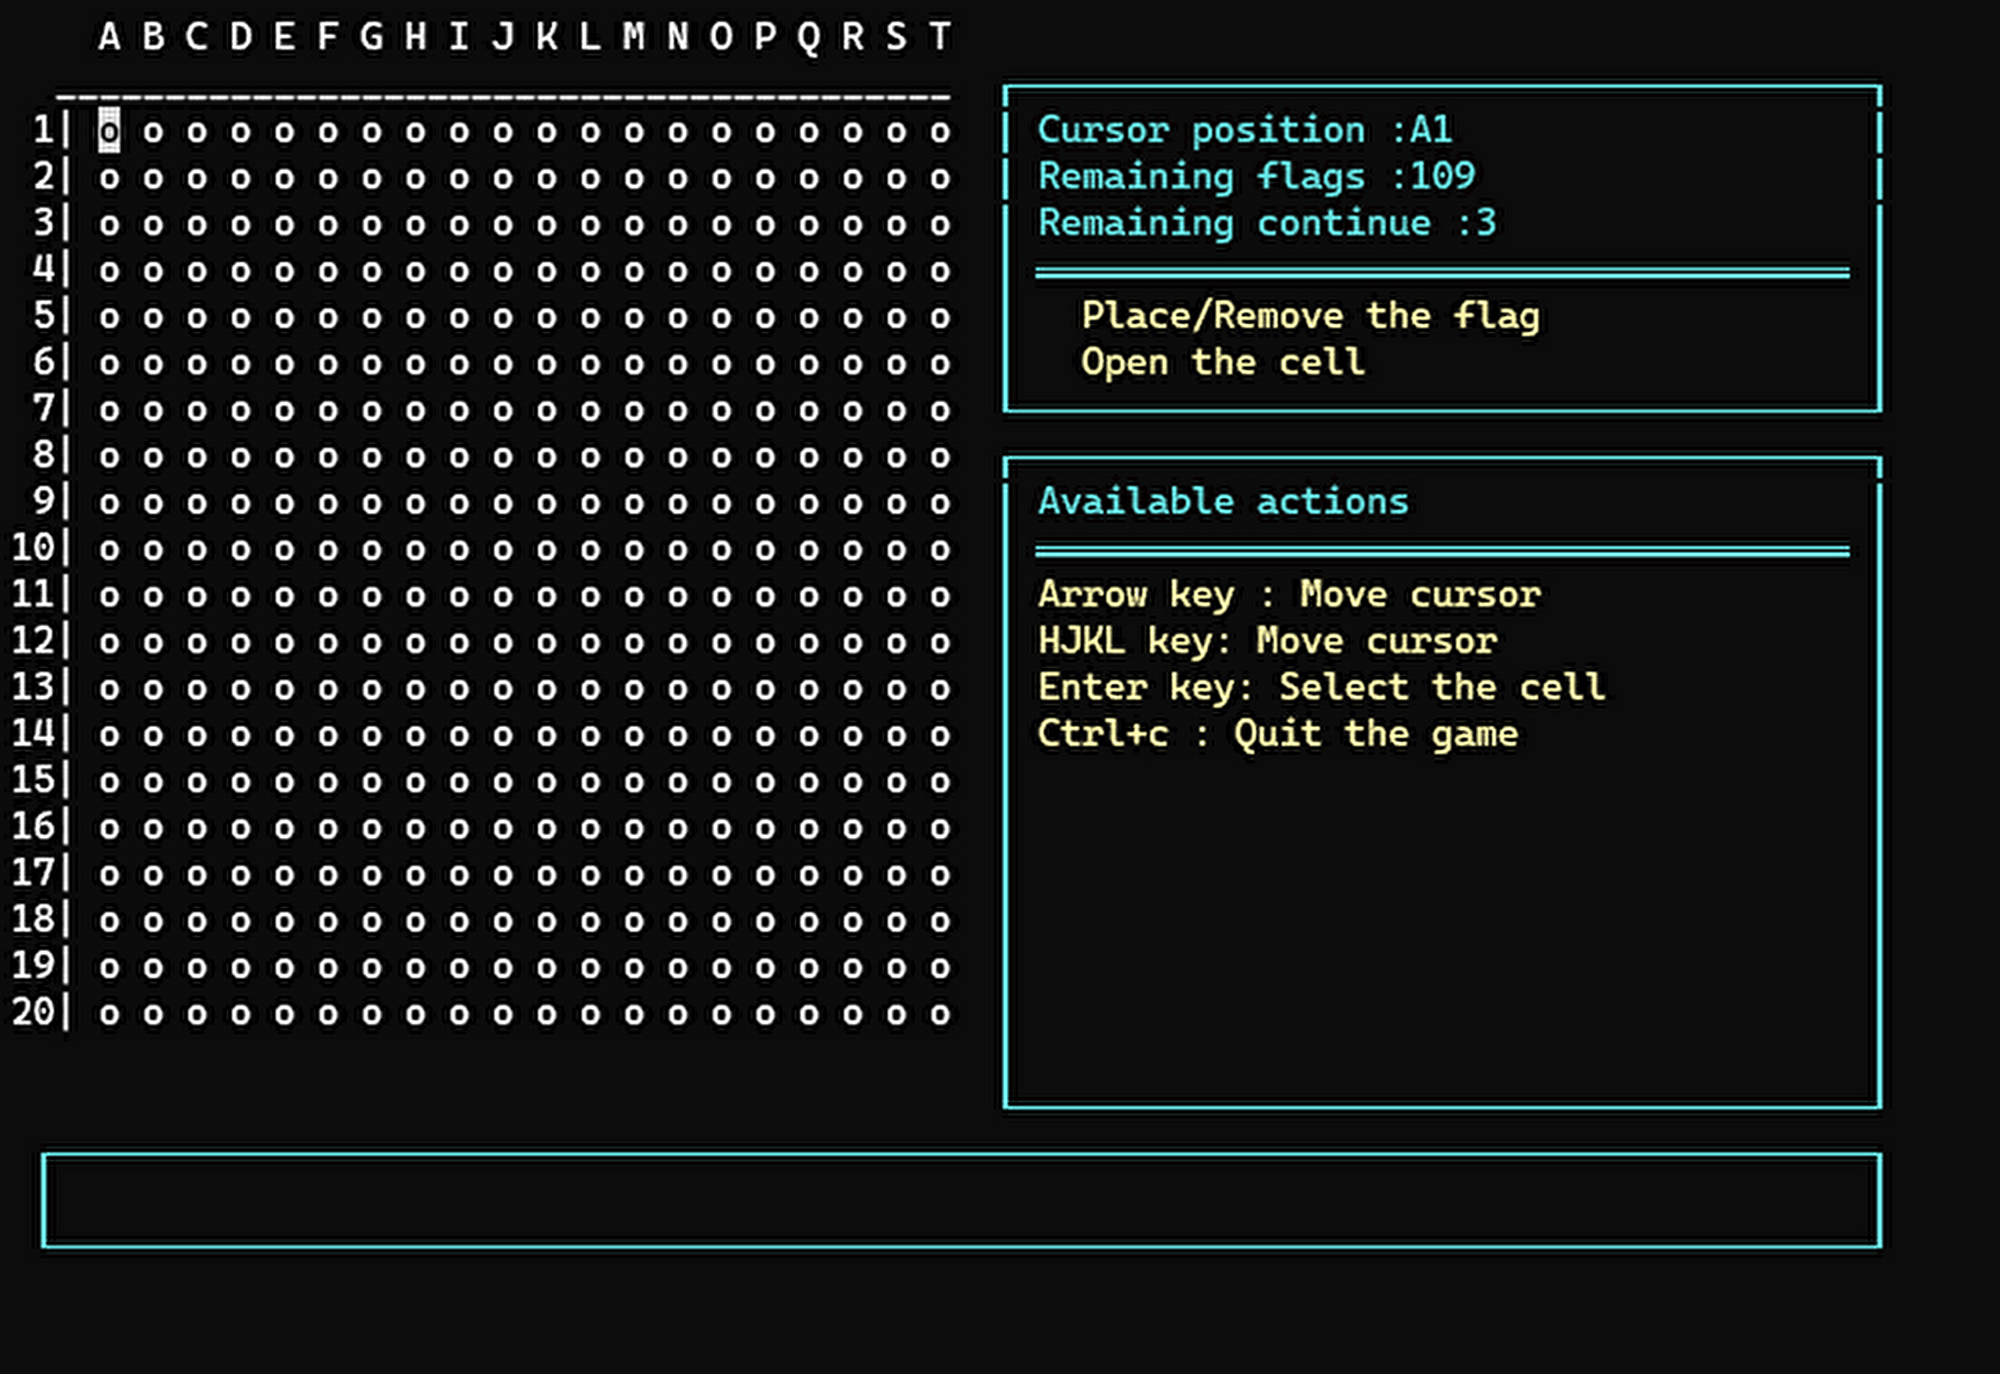 A B C D E F G H I J K L M N O P Q R S T
1| o o o o o o o o o o o o o o o o o o o o
2| o o o o o o o o o o o o o o o o o o o o
3| o o o o o o o o o o o o o o o o o o o o
4| o o o o o o o o o o o o o o o o o o o o
5| o o o o o o o o o o o o o o o o o o o o
6| o o o o o o o o o o o o o o o o o o o o
7| o o o o o o o o o o o o o o o o o o o o
8| o o o o o o o o o o o o o o o o o o o o
9| o o o o o o o o o o o o o o o o o o o o
10| o o o o o o o o o o o o o o o o o o o o
11| o o o o o o o o o o o o o o o o o o o o
12| o o o o o o o o o o o o o o o o o o o o
13| o o o o o o o o o o o o o o o o o o o o
14| o o o o o o o o o o o o o o o o o o o o
15| o o o o o o o o o o o o o o o o o o o o
16| o o o o o o o o o o o o o o o o o o o o
17| o o o o o o o o o o o o o o o o o o o o
18| o o o o o o o o o o o o o o o o o o o o
19| o o o o o o o o o o o o o o o o o o o o
20| o o o o o o o o o o o o o o o o o o o o
Cursor position :A1
Remaining flags :109
Remaining continue :3
Place/Remove the flag
Open the cell
Available actions
Arrow key : Move cursor
HJKL key: Move cursor
Enter key: Select the cell
Ctrl+c : Quit the game